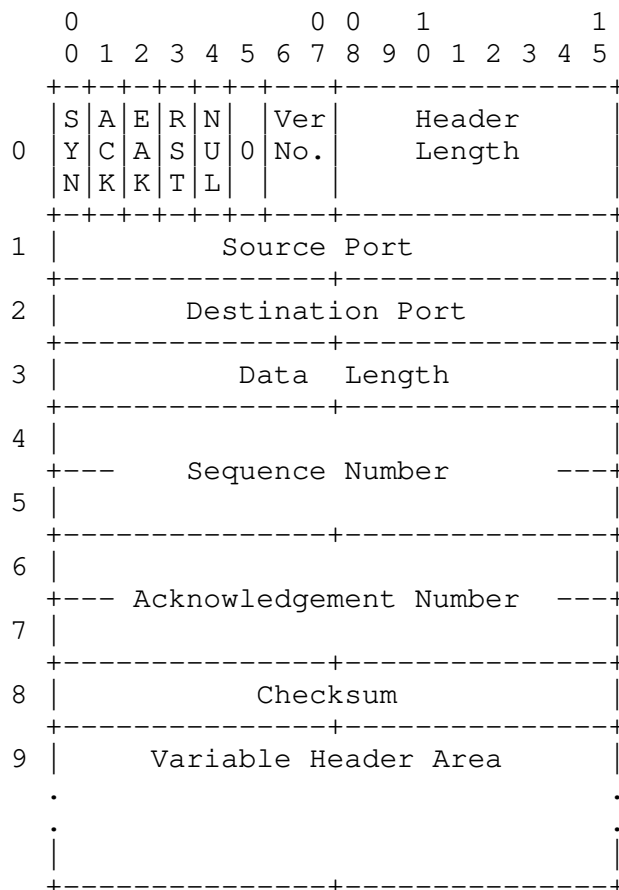 0 0 0 1 1
0 1 2 3 4 5 6 7 8 9 0 1 2 3 4 5
+-+-+-+-+-+-+---+---------------+
|S|A|E|R|N| |Ver| Header |
0 |Y|C|A|S|U|0|No.| Length |
|N|K|K|T|L| | | |
+-+-+-+-+-+-+---+---------------+
1 | Source Port |
+---------------+---------------+
2 | Destination Port |
+---------------+---------------+
3 | Data Length |
+---------------+---------------+
4 | |
+--- Sequence Number ---+
5 | |
+---------------+---------------+
6 | |
+--- Acknowledgement Number ---+
7 | |
+---------------+---------------+
8 | Checksum |
+---------------+---------------+
9 | Variable Header Area |
. .
. .
| |
+---------------+---------------+